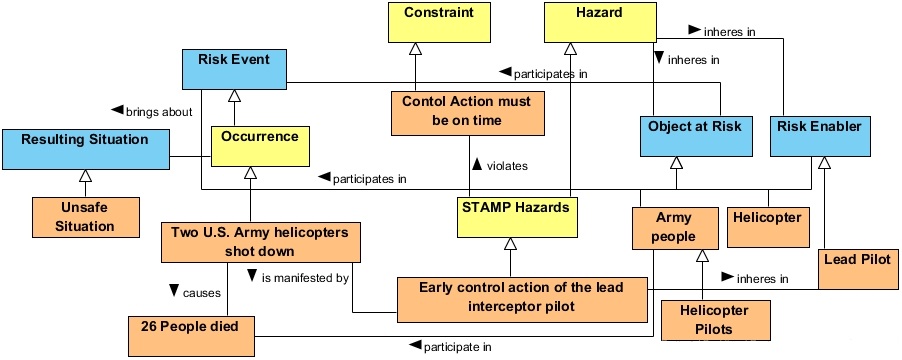 Constraint
Hazard
inheres in
Risk Event
inheres in
participates in
Contol Action must
be on time
brings about
Resulting Situation
Occurrence
Object at Risk
Risk Enabler
violates
participates in
Unsafe
Situation
STAMP Hazards
Army
people
Helicopter
Two U.S. Army helicopters
shot down
Lead Pilot
is manifested by
inheres in
causes
Early control action of the lead
interceptor pilot
Helicopter
Pilots
26 People died
participate in